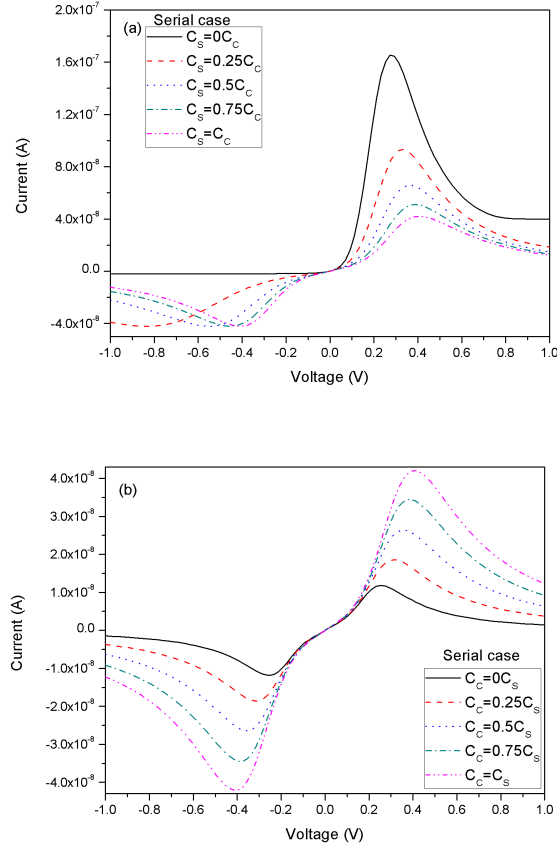 2.0x10⁻⁷
(a)
Serial case
C_S=0C_C
C_S=0.25C_C
C_S=0.5C_C
C_S=0.75C_C
C_S=C_C
1.6x10⁻⁷
1.2x10⁻⁷
8.0x10⁻⁸
4.0x10⁻⁸
0.0
-4.0x10⁻⁸
Current (A)
-1.0 -0.8 -0.6 -0.4 -0.2 0.0 0.2 0.4 0.6 0.8 1.0
Voltage (V)
(b)
4.0x10⁻⁸
3.0x10⁻⁸
2.0x10⁻⁸
1.0x10⁻⁸
0.0
-1.0x10⁻⁸
-2.0x10⁻⁸
-3.0x10⁻⁸
-4.0x10⁻⁸
Current (A)
Serial case
C_C=0C_S
C_C=0.25C_S
C_C=0.5C_S
C_C=0.75C_S
C_C=C_S
-1.0 -0.8 -0.6 -0.4 -0.2 0.0 0.2 0.4 0.6 0.8 1.0
Voltage (V)